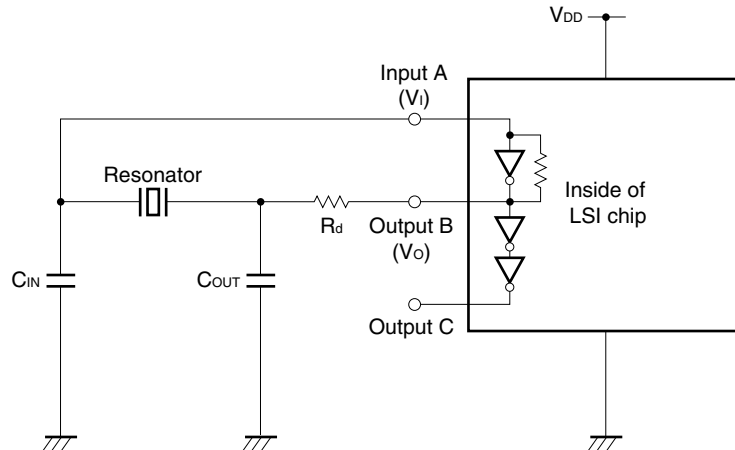 VDD
Input A
(VI)
Resonator
Inside of
LSI chip
Rd
Output B
(VO)
CIN
COUT
Output C